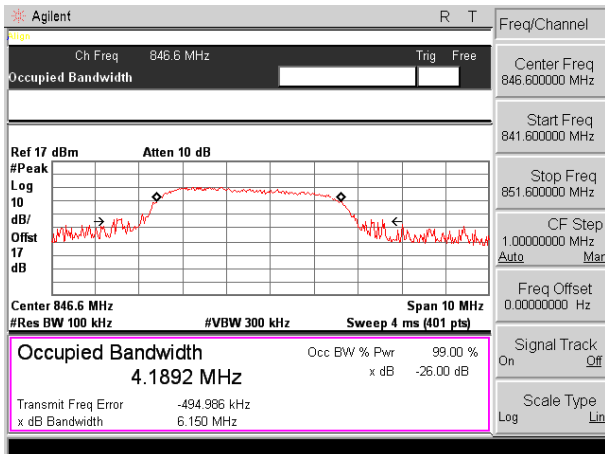 Agilent R T
Align
Ch Freq 846.6 MHz Trig Free
Occupied Bandwidth
Ref 17 dBm Atten 10 dB
#Peak
Log
10
dB/
Offst
17
dB
Center 846.6 MHz Span 10 MHz
#Res BW 100 kHz #VBW 300 kHz Sweep 4 ms (401 pts)
Occupied Bandwidth Occ BW % Pwr 99.00 %
4.1892 MHz x dB -26.00 dB
Transmit Freq Error -494.986 kHz
x dB Bandwidth 6.150 MHz
Freq/Channel
Center Freq
846.600000 MHz
Start Freq
841.600000 MHz
Stop Freq
851.600000 MHz
CF Step
1.00000000 MHz
Auto Man
Freq Offset
0.00000000 Hz
Signal Track
On Off
Scale Type
Log Lin